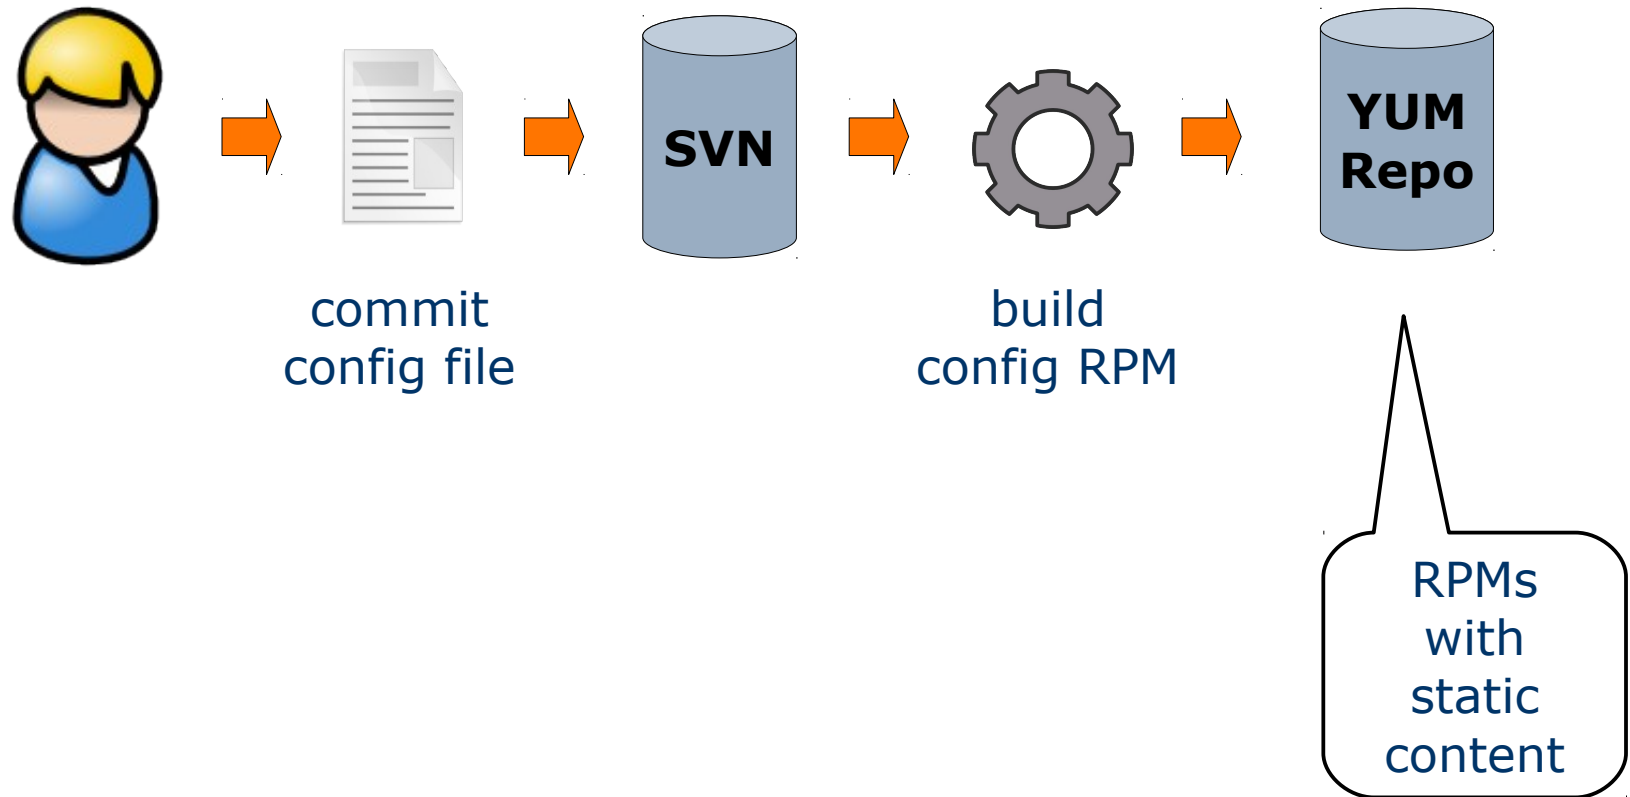 SVN
YUM
Repo
commit
config file
build
config RPM
RPMs
with
static
content